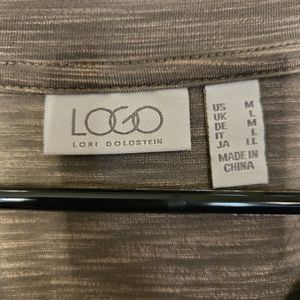 LOGO
LORI GOLDSTEIN
US M
UK L
DE M
IT L
JA LL
MADE IN
CHINA